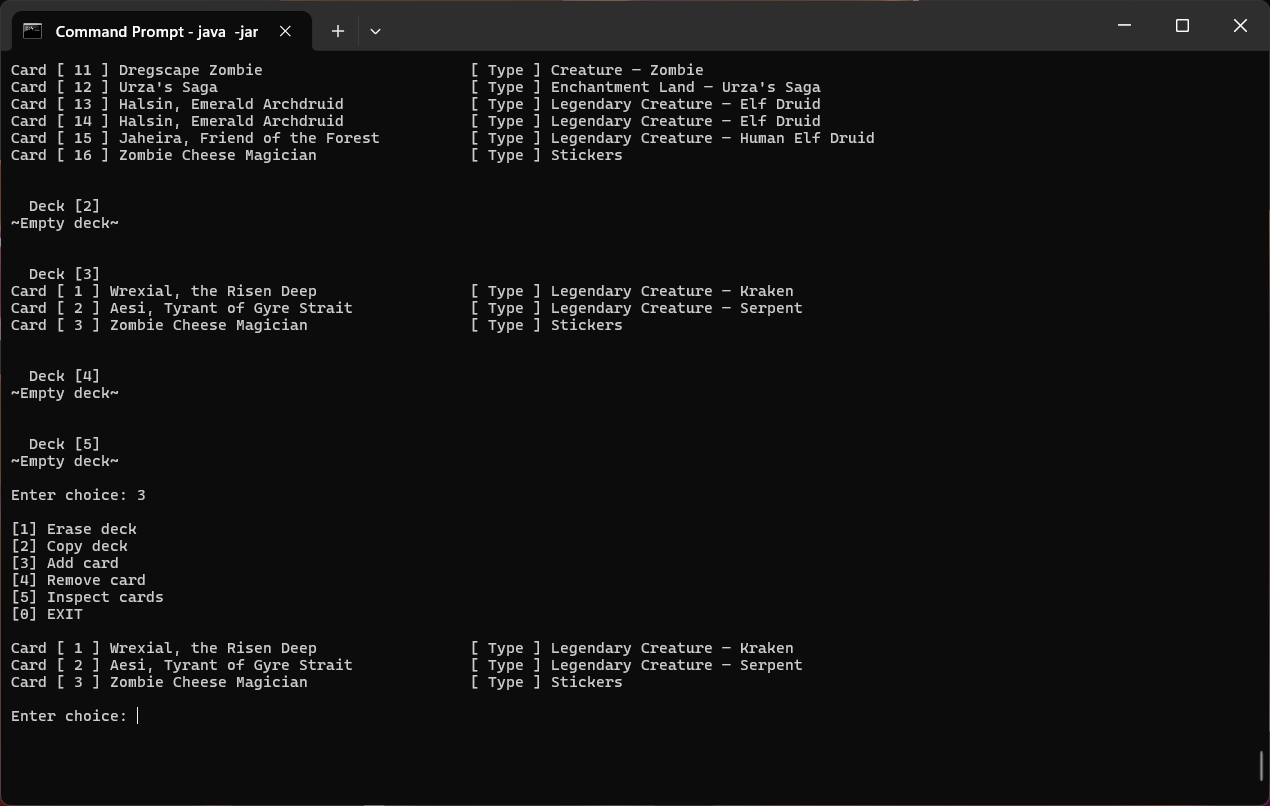 Command Prompt - java  -jar
Card [ 11 ] Dregscape Zombie                       [ Type ] Creature — Zombie
Card [ 12 ] Urza's Saga                            [ Type ] Enchantment Land — Urza's Saga
Card [ 13 ] Halsin, Emerald Archdruid              [ Type ] Legendary Creature — Elf Druid
Card [ 14 ] Halsin, Emerald Archdruid              [ Type ] Legendary Creature — Elf Druid
Card [ 15 ] Jaheira, Friend of the Forest          [ Type ] Legendary Creature — Human Elf Druid
Card [ 16 ] Zombie Cheese Magician                 [ Type ] Stickers
  Deck [2]
~Empty deck~
  Deck [3]
Card [ 1 ] Wrexial, the Risen Deep                 [ Type ] Legendary Creature — Kraken
Card [ 2 ] Aesi, Tyrant of Gyre Strait             [ Type ] Legendary Creature — Serpent
Card [ 3 ] Zombie Cheese Magician                  [ Type ] Stickers
  Deck [4]
~Empty deck~
  Deck [5]
~Empty deck~
Enter choice: 3
[1] Erase deck
[2] Copy deck
[3] Add card
[4] Remove card
[5] Inspect cards
[0] EXIT
Card [ 1 ] Wrexial, the Risen Deep                 [ Type ] Legendary Creature — Kraken
Card [ 2 ] Aesi, Tyrant of Gyre Strait             [ Type ] Legendary Creature — Serpent
Card [ 3 ] Zombie Cheese Magician                  [ Type ] Stickers
Enter choice: